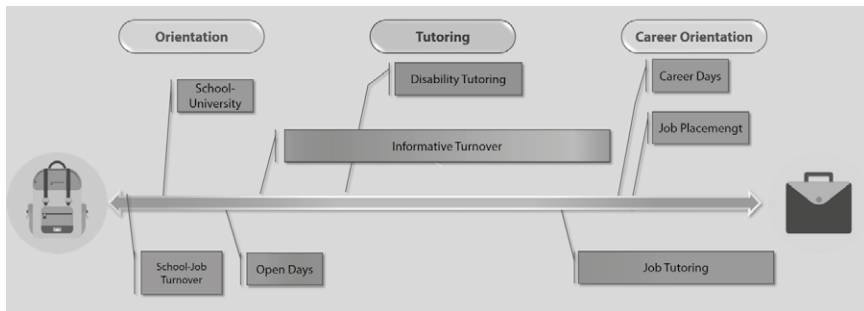 Orientation
Tutoring
Career Orientation
School-
University
Disability Tutoring
Career Days
Informative Turnover
Job Placemengt
School-Job
Turnover
Open Days
Job Tutoring